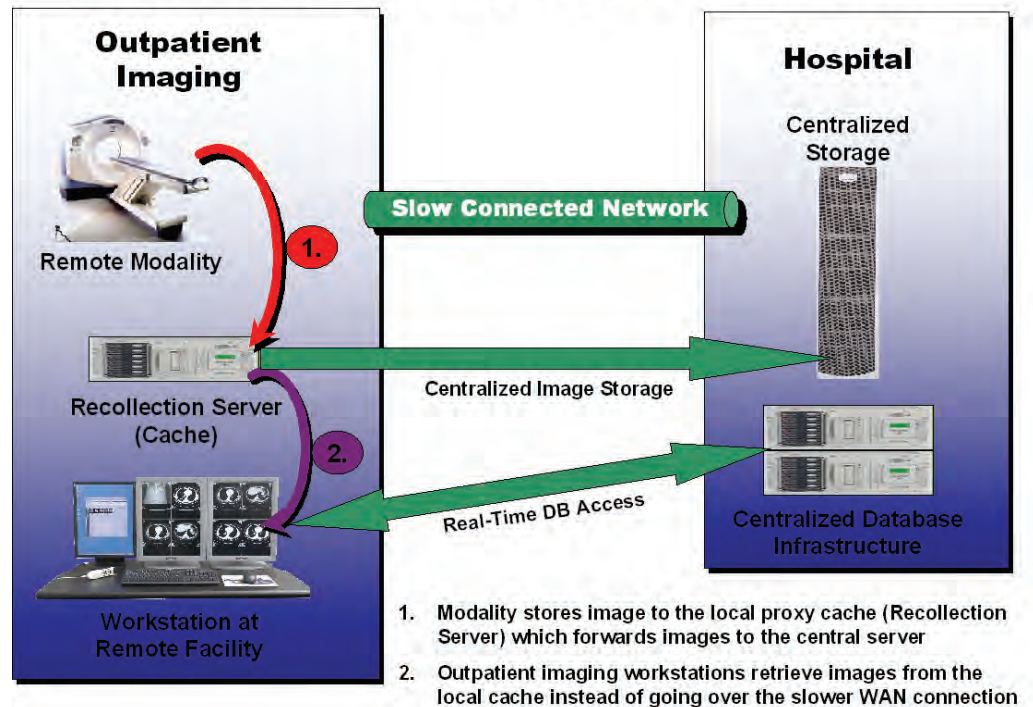 Outpatient
Imaging
Remote Modality
1.
Recollection Server
(Cache)
2.
Workstation at
Remote Facility
Slow Connected Network
Centralized Image Storage
Real-Time DB Access
Hospital
Centralized
Storage
Centralized Database
Infrastructure
1. Modality stores image to the local proxy cache (Recollection
Server) which forwards images to the central server
2. Outpatient imaging workstations retrieve images from the
local cache instead of going over the slower WAN connection